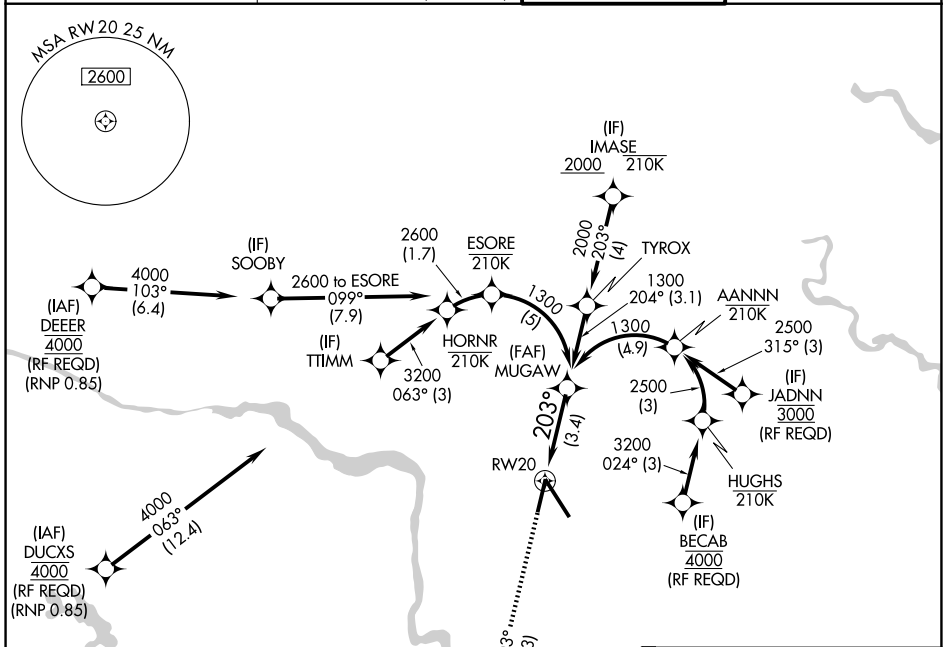 MSA RW20 25 NM
2600
(IF)
IMASE
2000
210K
2000
203°
(4)
TYROX
1300
204° (3.1)
(IF)
SOOBY
2600
(1.7)
ESORE
210K
4000
103°
(6.4)
2600 to ESORE
099°
(7.9)
1300
(5)
AANNN
210K
1300
(4.9)
2500
315° (3)
(IAF)
DEEER
4000
(RF REQD)
(RNP 0.85)
(IF)
TTIMM
HORNR
210K
3200
063° (3)
(FAF)
MUGAW
2500
(3)
(IF)
JADNN
3000
(RF REQD)
203°
(3.4)
RW20
3200
024° (3)
HUGHS
210K
(IF)
BECAB
4000
(RF REQD)
4000
063°
(12.4)
(IAF)
DUCXS
4000
(RF REQD)
(RNP 0.85)